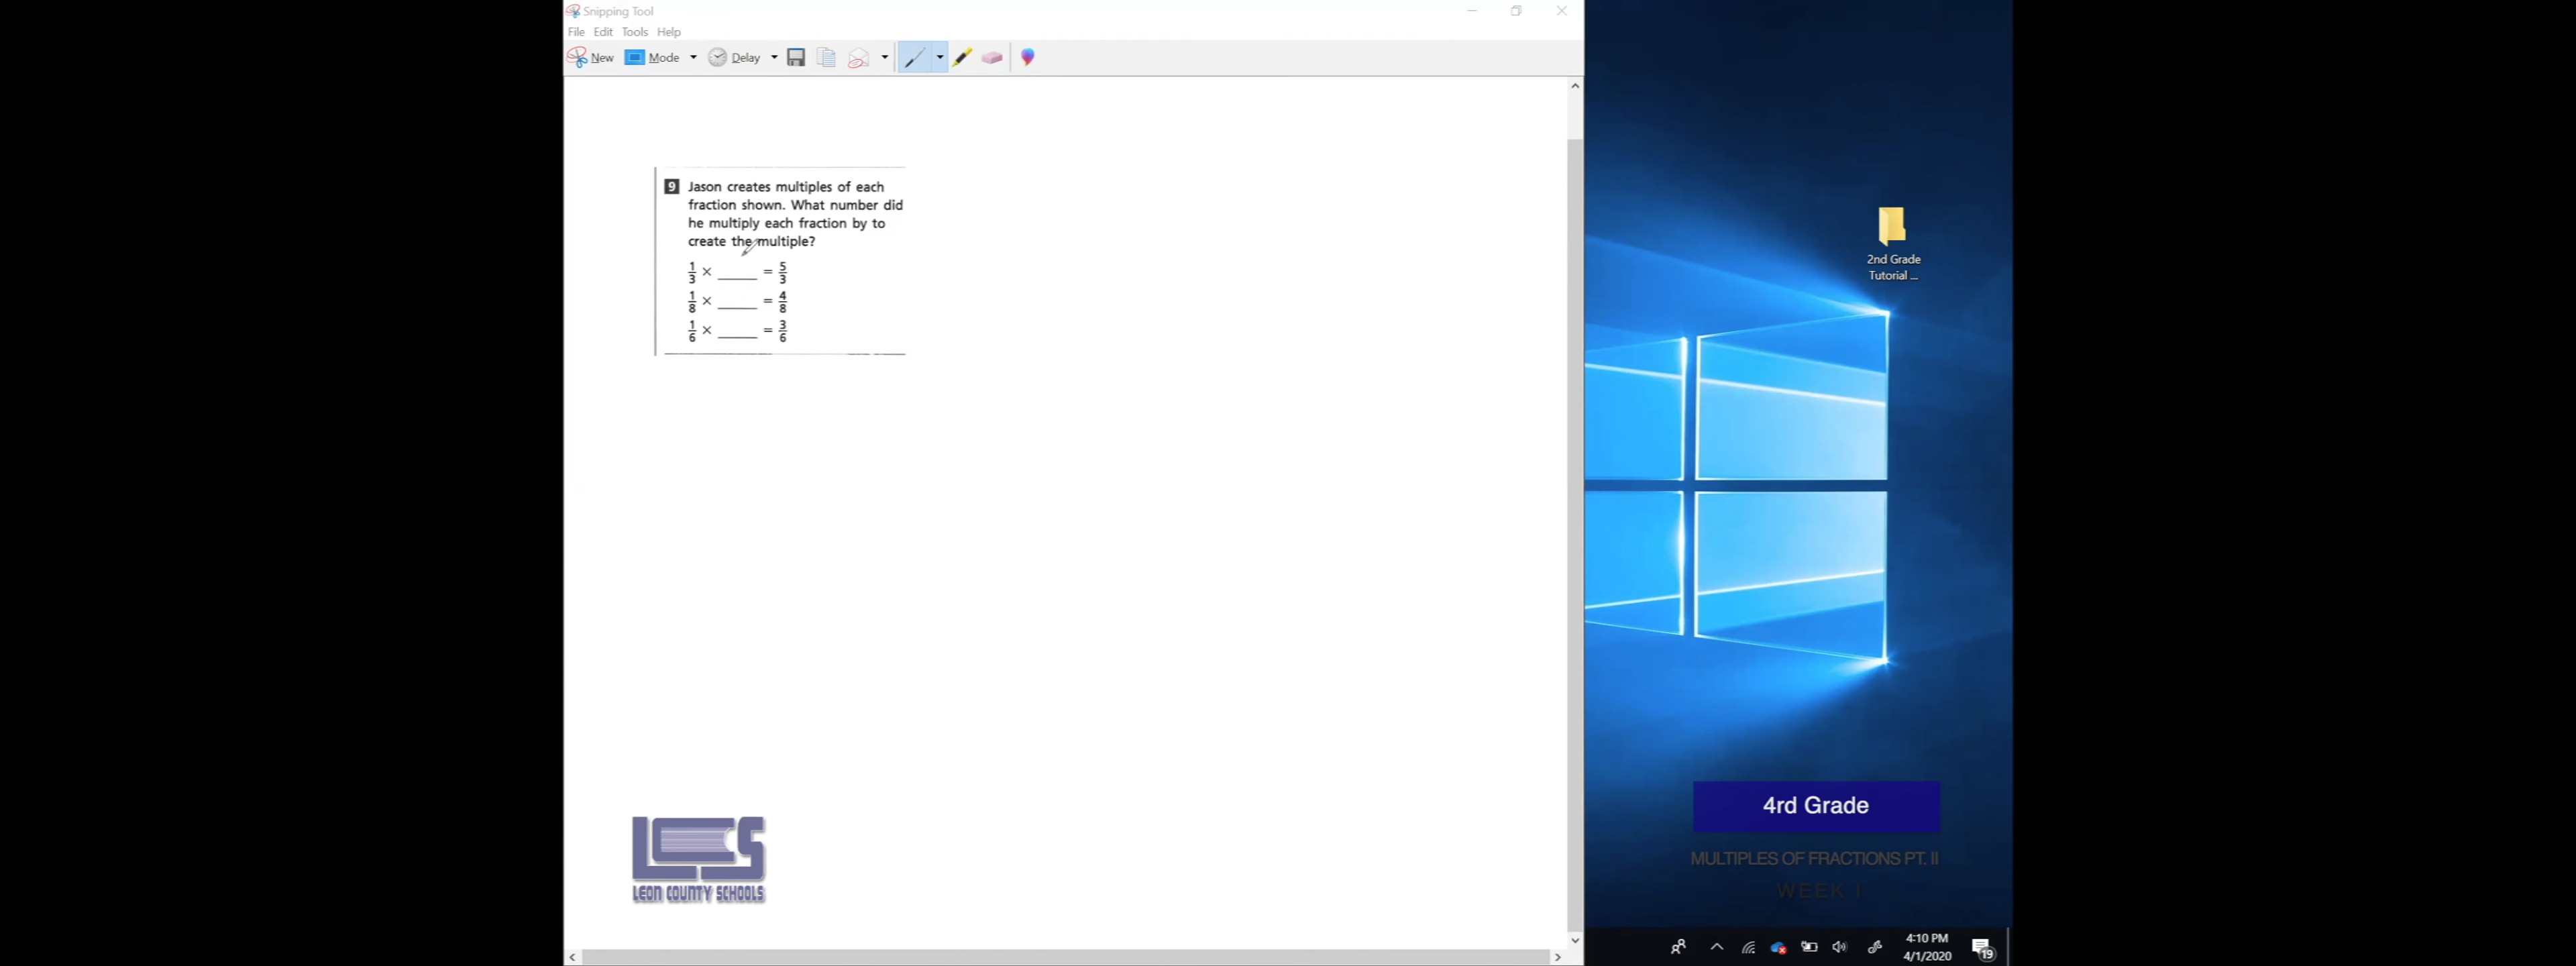 Snipping Tool
File Edit Tools Help
New Mode Delay
9 Jason creates multiples of each
fraction shown. What number did
he multiply each fraction by to
create the multiple?
1/3 × ____ = 5/3
1/8 × ____ = 4/8
1/6 × ____ = 3/6
LCS
LEON COUNTY SCHOOLS
2nd Grade
Tutorial ...
4rd Grade
MULTIPLES OF FRACTIONS PT. II
WEEK I
4:10 PM
4/1/2020
19